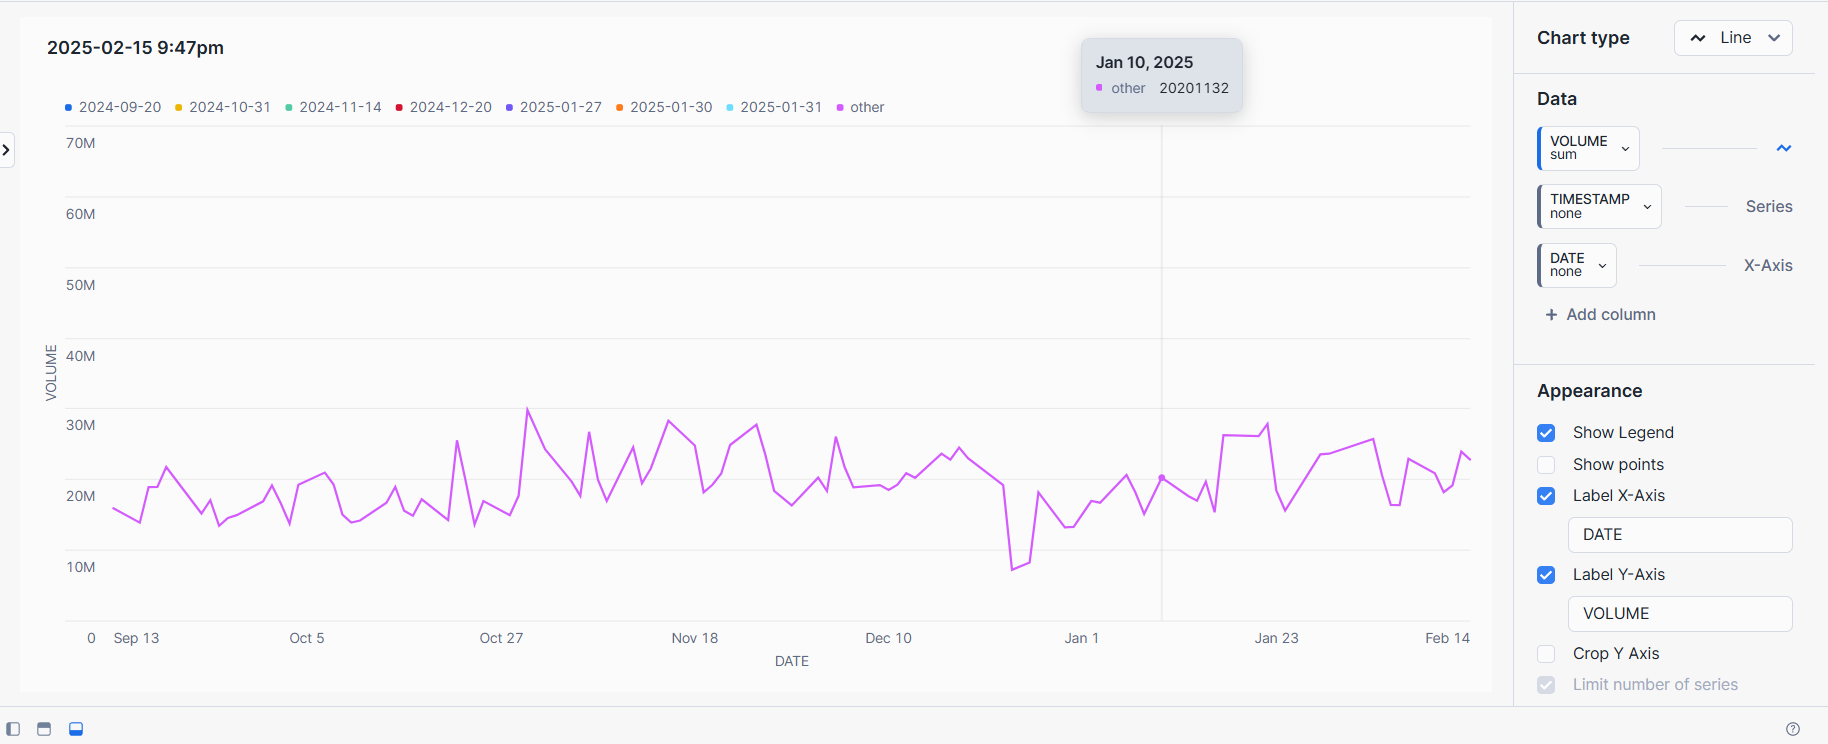 2025-02-15 9:47pm
Jan 10, 2025
other 20201132
2024-09-20 2024-10-31 2024-11-14 2024-12-20 2025-01-27 2025-01-30 2025-01-31 other
70M
60M
50M
40M
30M
20M
10M
0
VOLUME
Sep 13 Oct 5 Oct 27 Nov 18 Dec 10 Jan 1 Jan 23 Feb 14
DATE
Chart type Line
Data
VOLUME
sum
TIMESTAMP
none
Series
DATE
none
X-Axis
+ Add column
Appearance
Show Legend
Show points
Label X-Axis
DATE
Label Y-Axis
VOLUME
Crop Y Axis
Limit number of series